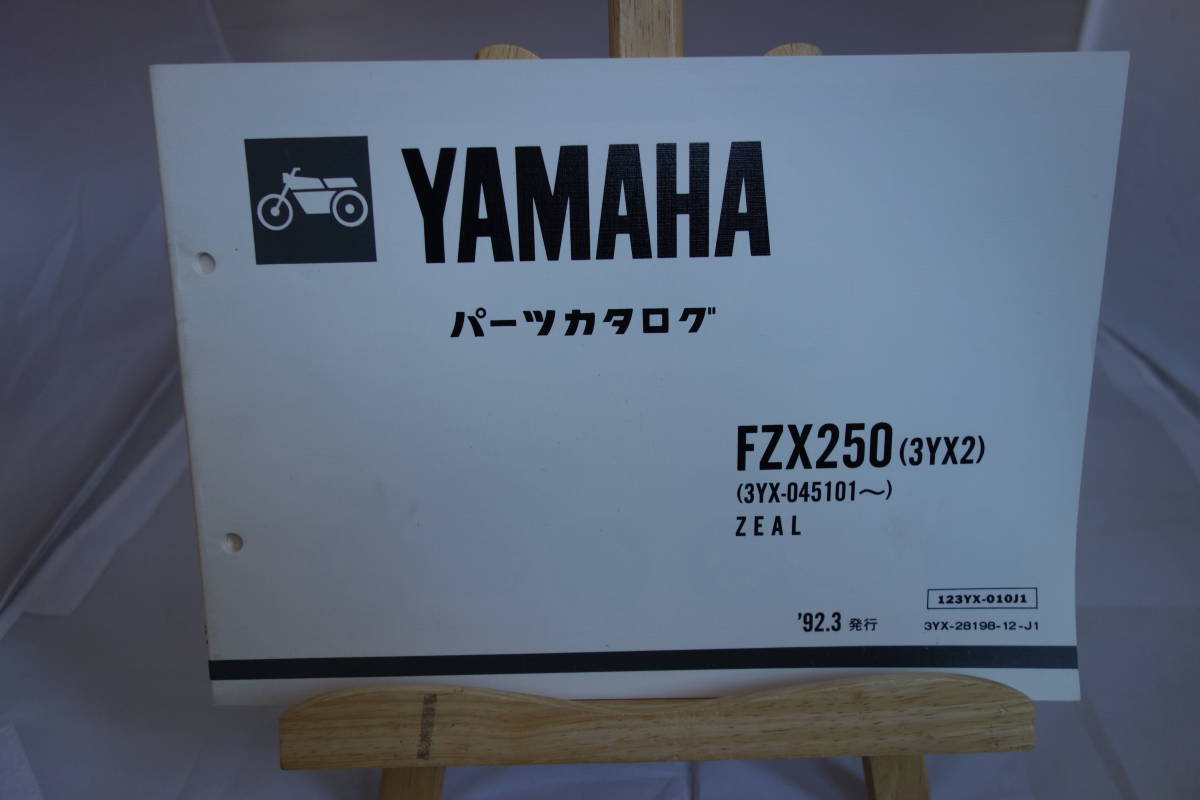 YAMAHA
パーツカタログ
FZX250 (3YX2)
(3YX-045101～)
ZEAL
123YX-010J1
'92.3 発行
3YX-28198-12-J1